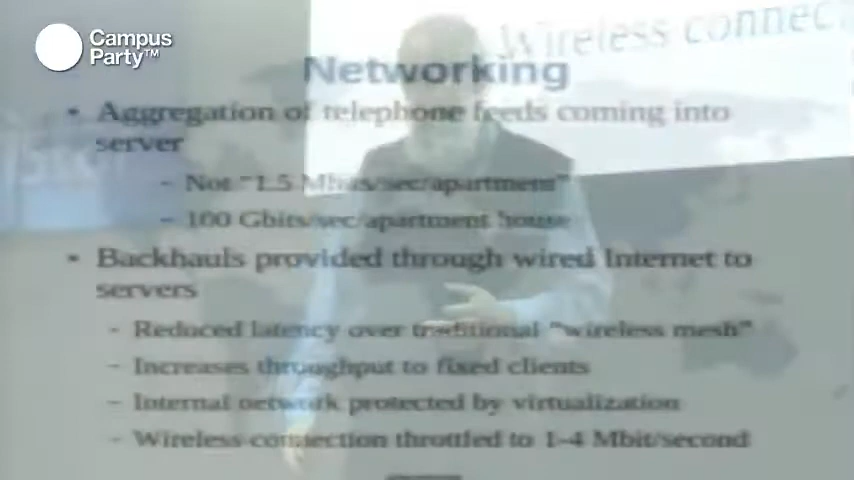 Campus
Party™
Wireless connect
Networking
• Aggregation of telephone feeds coming into
server
– Not "1.5 Mbits/sec/apartment"
– 100 Gbits/sec/apartment house
• Backhauls provided through wired Internet to
servers
– Reduced latency over traditional "wireless mesh"
– Increases throughput to fixed clients
– Internal network protected by virtualization
– Wireless connection throttled to 1-4 Mbit/second